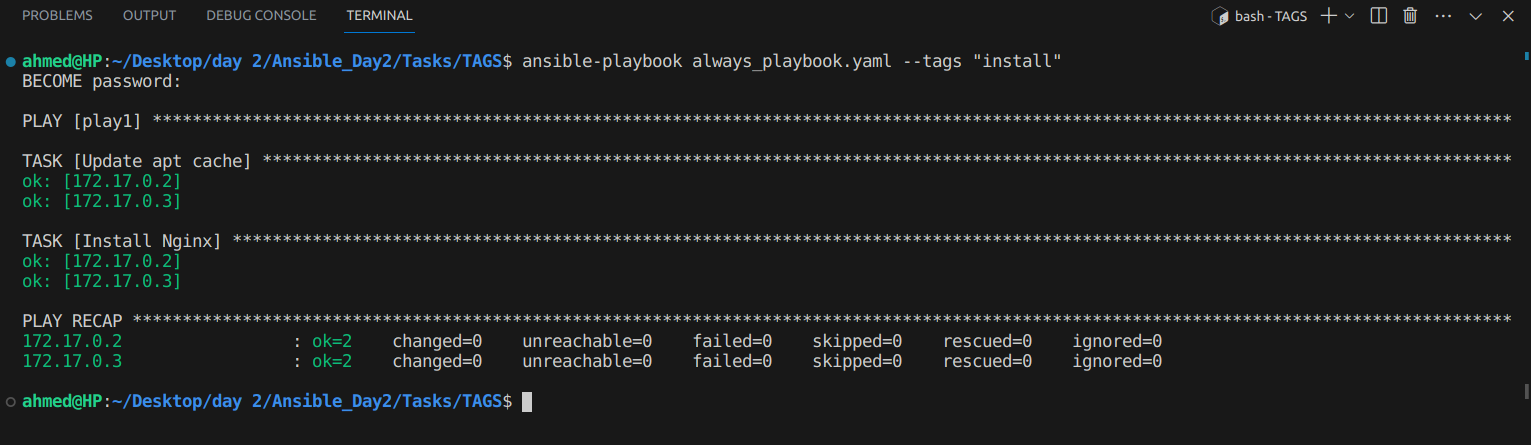 PROBLEMS OUTPUT DEBUG CONSOLE TERMINAL bash - TAGS
ahmed@HP:~/Desktop/day 2/Ansible_Day2/Tasks/TAGS$ ansible-playbook always_playbook.yaml --tags "install"
BECOME password:
PLAY [play1] ****************************************************************************************************************************************
TASK [Update apt cache] *****************************************************************************************************************************
ok: [172.17.0.2]
ok: [172.17.0.3]
TASK [Install Nginx] ********************************************************************************************************************************
ok: [172.17.0.2]
ok: [172.17.0.3]
PLAY RECAP ******************************************************************************************************************************************
172.17.0.2                 : ok=2    changed=0    unreachable=0    failed=0    skipped=0    rescued=0    ignored=0
172.17.0.3                 : ok=2    changed=0    unreachable=0    failed=0    skipped=0    rescued=0    ignored=0
ahmed@HP:~/Desktop/day 2/Ansible_Day2/Tasks/TAGS$